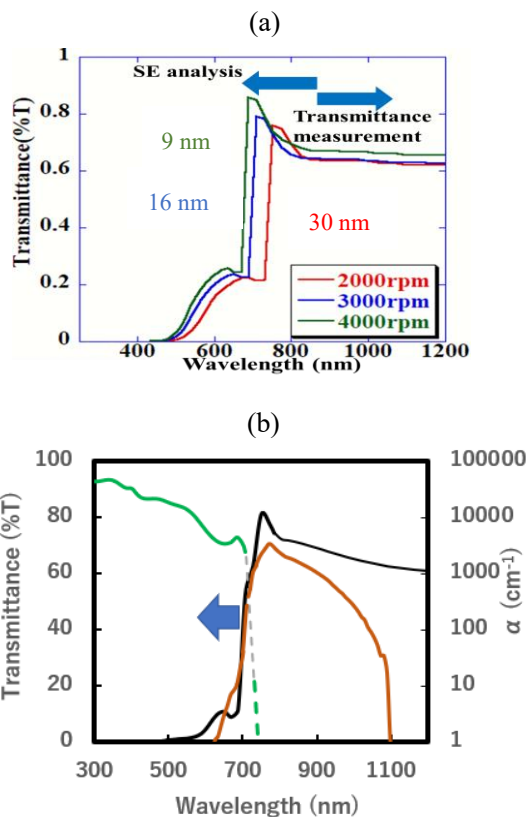 (a)
Transmittance(%T)
1
0.8
0.6
0.4
0.2
0
SE analysis
Transmittance
measurement
9 nm
16 nm
30 nm
2000rpm
3000rpm
4000rpm
400 600 800 1000 1200
Wavelength (nm)
(b)
Transmittance (%T)
100
80
60
40
20
0
100000
10000
1000
100
10
1
α (cm⁻¹)
300 500 700 900 1100
Wavelength (nm)